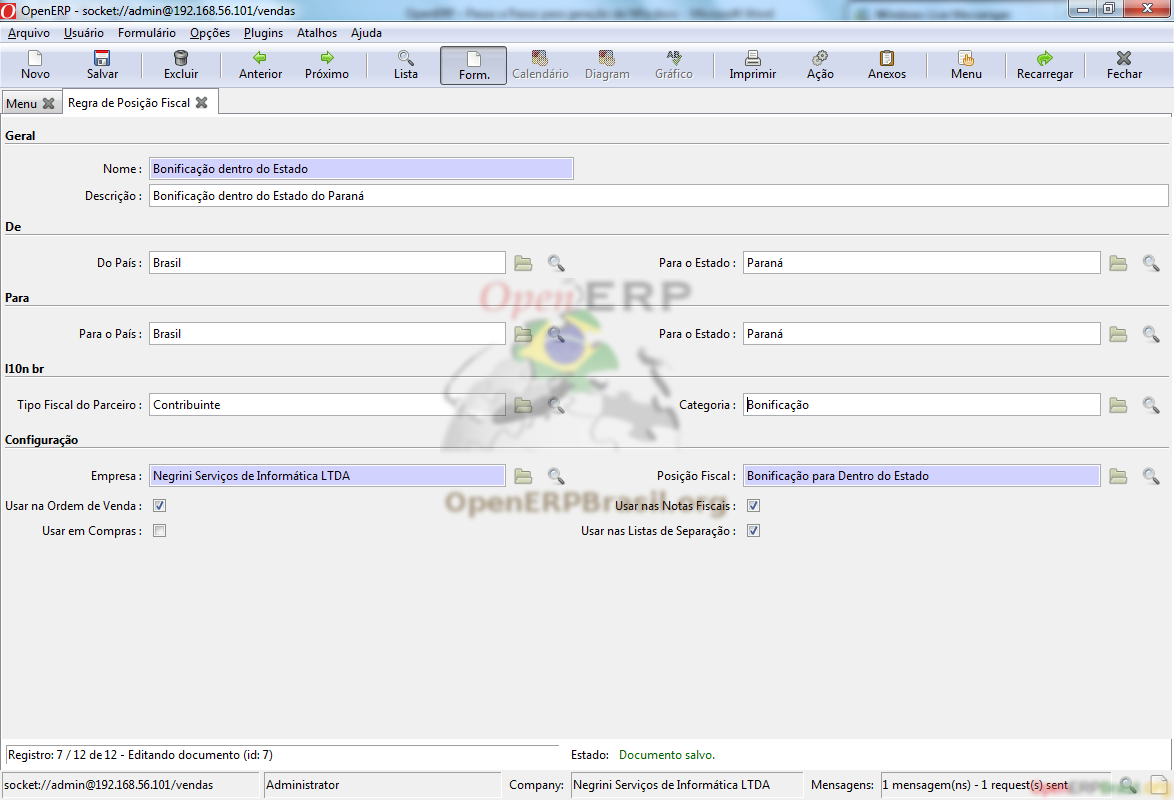 OpenERP - socket://admin@192.168.56.101/vendas
Arquivo Usuário Formulário Opções Plugins Atalhos Ajuda
Novo Salvar Excluir Anterior Próximo Lista Form. Calendário Diagram Gráfico Imprimir Ação Anexos Menu Recarregar Fechar
Menu Regra de Posição Fiscal
Geral
Nome : Bonificação dentro do Estado
Descrição : Bonificação dentro do Estado do Paraná
De
Do País : Brasil Para o Estado : Paraná
OpenERP
Para
Para o País : Brasil Para o Estado : Paraná
l10n br
Tipo Fiscal do Parceiro : Contribuinte Categoria : Bonificação
Configuração
Empresa : Negrini Serviços de Informática LTDA Posição Fiscal : Bonificação para Dentro do Estado
OpenERPBrasil.org
Usar na Ordem de Venda : Usar nas Notas Fiscais :
Usar em Compras : Usar nas Listas de Separação :
Registro: 7 / 12 de 12 - Editando documento (id: 7) Estado: Documento salvo.
socket://admin@192.168.56.101/vendas Administrator Company: Negrini Serviços de Informática LTDA Mensagens: 1 mensagem(ns) - 1 request(s) sent